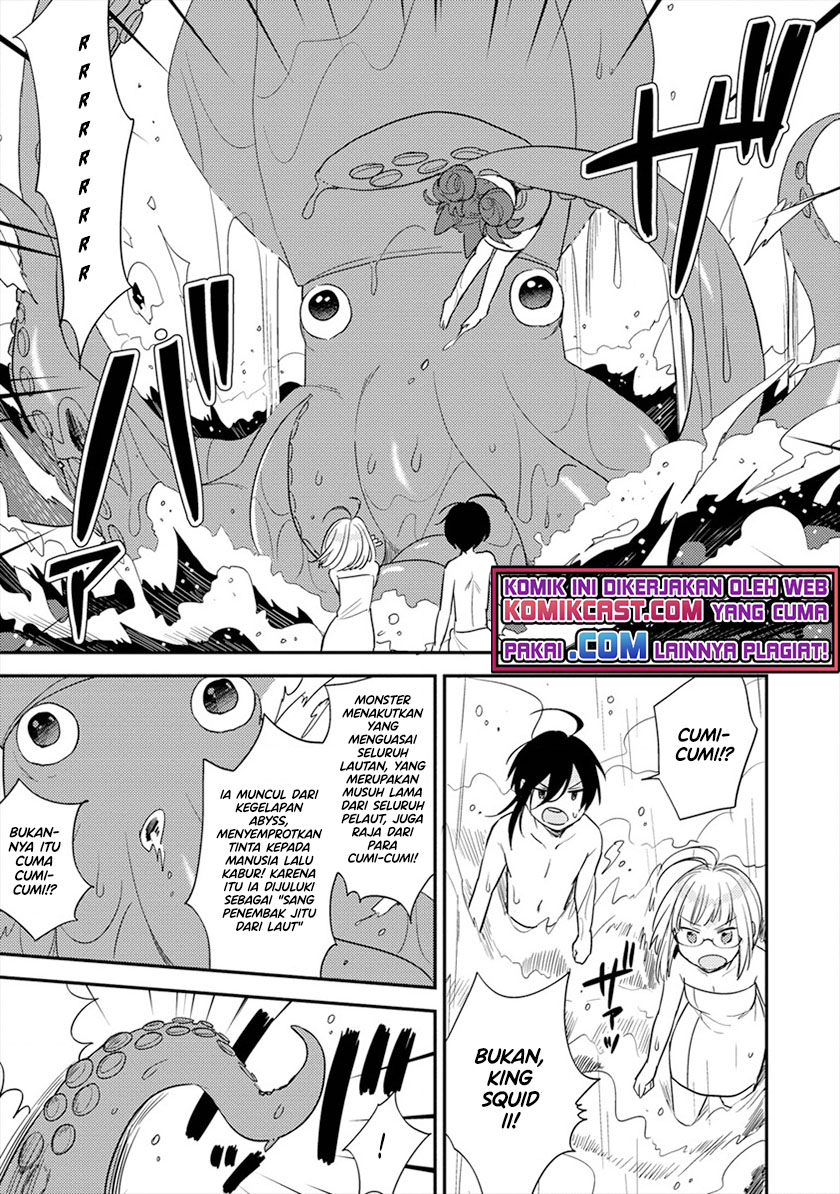 R
R
R
R
R
R
R
R
R
ザ
バ
ァ
KOMIK INI DIKERJAKAN OLEH WEB
KOMIKCAST.COM YANG CUMA
PAKAI .COM LAINNYA PLAGIAT!
CUMI-
CUMI!?
ザアッ
BUKAN,
KING
SQUID
II!
MONSTER
MENAKUTKAN
YANG
MENGUASAI
SELURUH
LAUTAN, YANG
MERUPAKAN
MUSUH LAMA
DARI SELURUH
PELAUT, JUGA
RAJA DARI
PARA
CUMI-CUMI!
IA MUNCUL DARI
KEGELAPAN
ABYSS,
MENYEMPROTKAN
TINTA KEPADA
MANUSIA LALU
KABUR! KARENA
ITU IA DIJULUKI
SEBAGAI "SANG
PENEMBAK JITU
DARI LAUT"
BUKAN-
NYA ITU
CUMA
CUMI-
CUMI!?
!